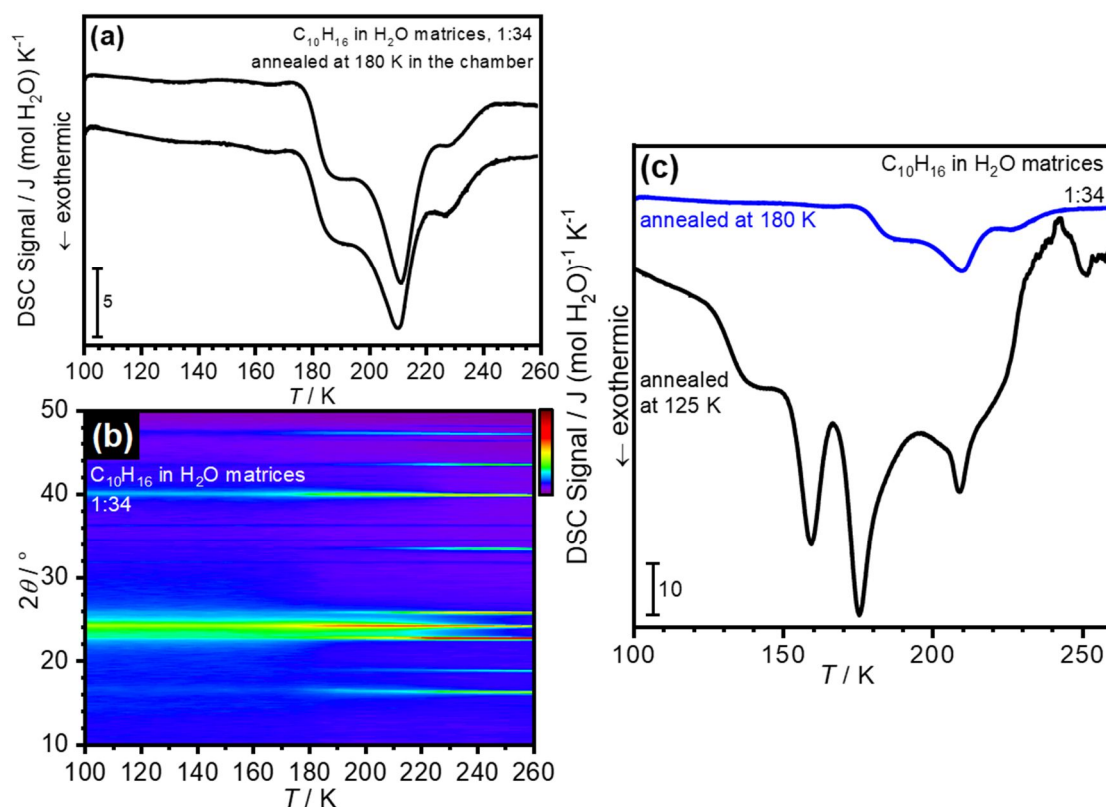 (a)
C₁₀H₁₆ in H₂O matrices, 1:34
annealed at 180 K in the chamber
DSC Signal / J (mol H₂O) K⁻¹
← exothermic
5
100 120 140 160 180 200 220 240 260
T / K
(b)
C₁₀H₁₆ in H₂O matrices
1:34
2θ / °
50
40
30
20
10
100 120 140 160 180 200 220 240 260
T / K
(c)
C₁₀H₁₆ in H₂O matrices
1:34
annealed at 180 K
annealed
at 125 K
DSC Signal / J (mol H₂O)⁻¹ K⁻¹
← exothermic
10
100 150 200 250
T / K